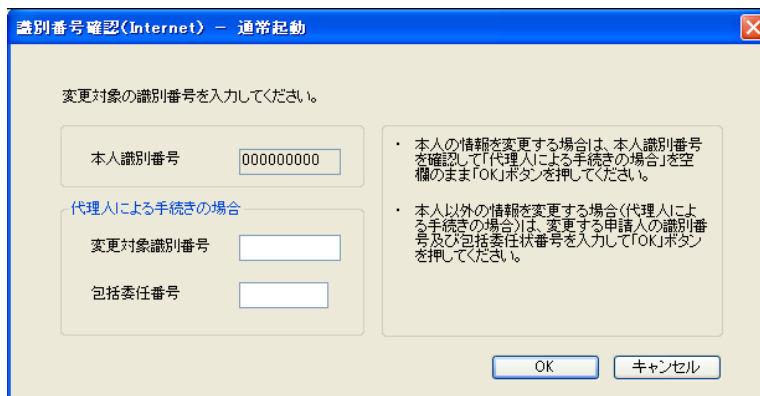 識別番号確認(Internet) － 通常起動
変更対象の識別番号を入力してください。
本人識別番号
000000000
代理人による手続きの場合
変更対象識別番号
包括委任番号
・ 本人の情報を変更する場合は、本人識別番号
を確認して「代理人による手続きの場合」を空
欄のまま「OK」ボタンを押してください。
・ 本人以外の情報を変更する場合(代理人によ
る手続きの場合)は、変更する申請人の識別番
号及び包括委任状番号を入力して「OK」ボタン
を押してください。
OK
キャンセル